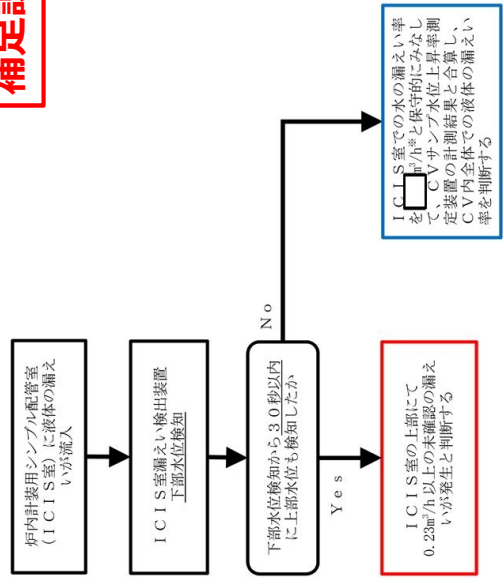 補足説
炉内計装用シンブル配管室
(ICIS室)に液体の漏え
いが流入
ICIS室漏えい検出装置
下部水位検知
下部水位検知から30秒以内
に上部水位も検知したか
Yes
No
ICIS室の上部にて
0.23m³/h以上の未確認の漏え
いが発生と判断する
ICIS室での水の漏えい率
を m³/h※と保守的にみなし
て、CVサンプ水位上昇率測
定装置の計測結果と合算し、
CV内全体での液体の漏えい
率を判断する